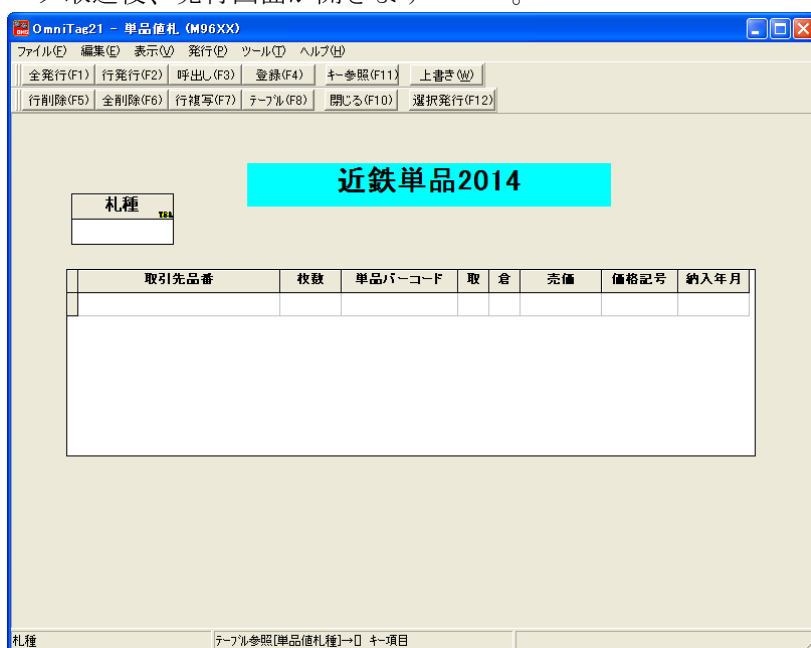 OmniTag21 - 単品値札 (M96XX)
ファイル(F) 編集(E) 表示(V) 発行(P) ツール(T) ヘルプ(H)
全発行(F1) 行発行(F2) 呼出し(F3) 登録(F4) キー参照(F11) 上書き(W)
行削除(F5) 全削除(F6) 行複写(F7) テーブル(F8) 閉じる(F10) 選択発行(F12)
近鉄単品2014
札種 TBL
取引先品番 枚数 単品バーコード 取 倉 売価 価格記号 納入年月
札種 テーブル参照[単品値札種]→[] キー項目